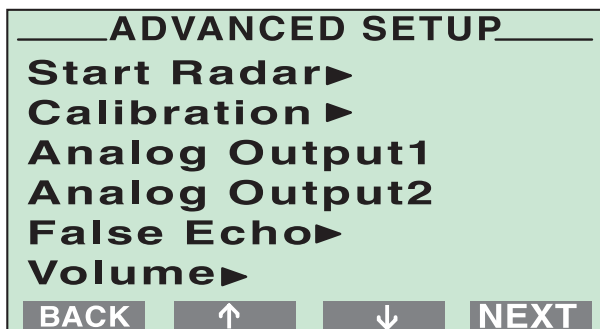 ADVANCED SETUP
Start Radar►
Calibration ►
Analog Output1
Analog Output2
False Echo►
Volume►
BACK ↑ ↓ NEXT